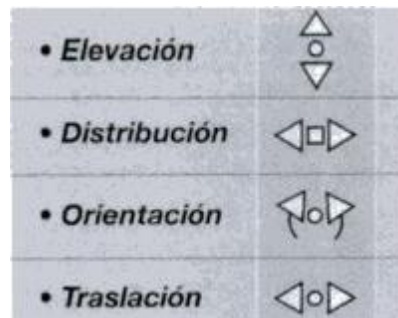 • Elevación
• Distribución
• Orientación
• Traslación